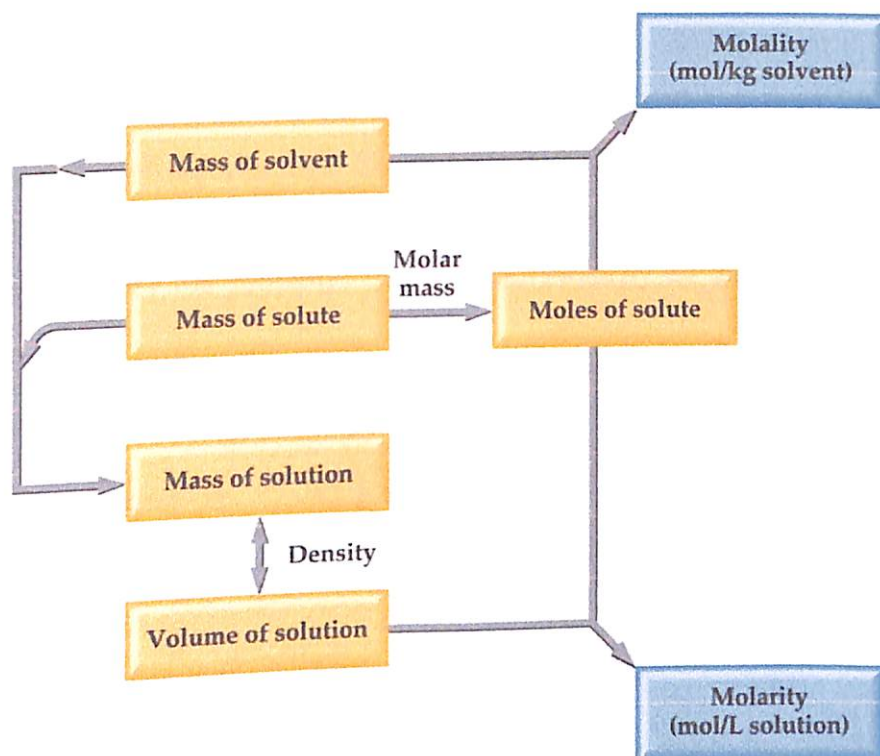 Molality
(mol/kg solvent)
Mass of solvent
Molar
mass
Mass of solute
Moles of solute
Mass of solution
Density
Volume of solution
Molarity
(mol/L solution)